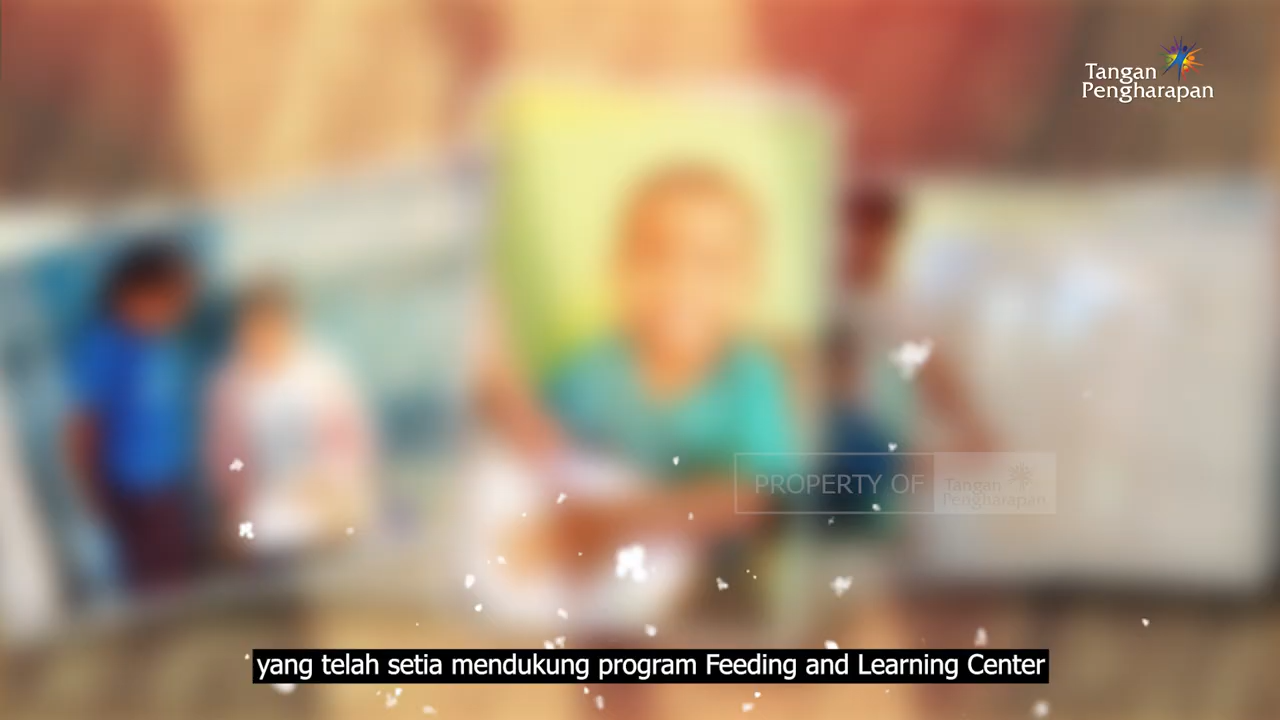 Tangan
Pengharapan
PROPERTY OF
Tangan
Pengharapan
yang telah setia mendukung program Feeding and Learning Center